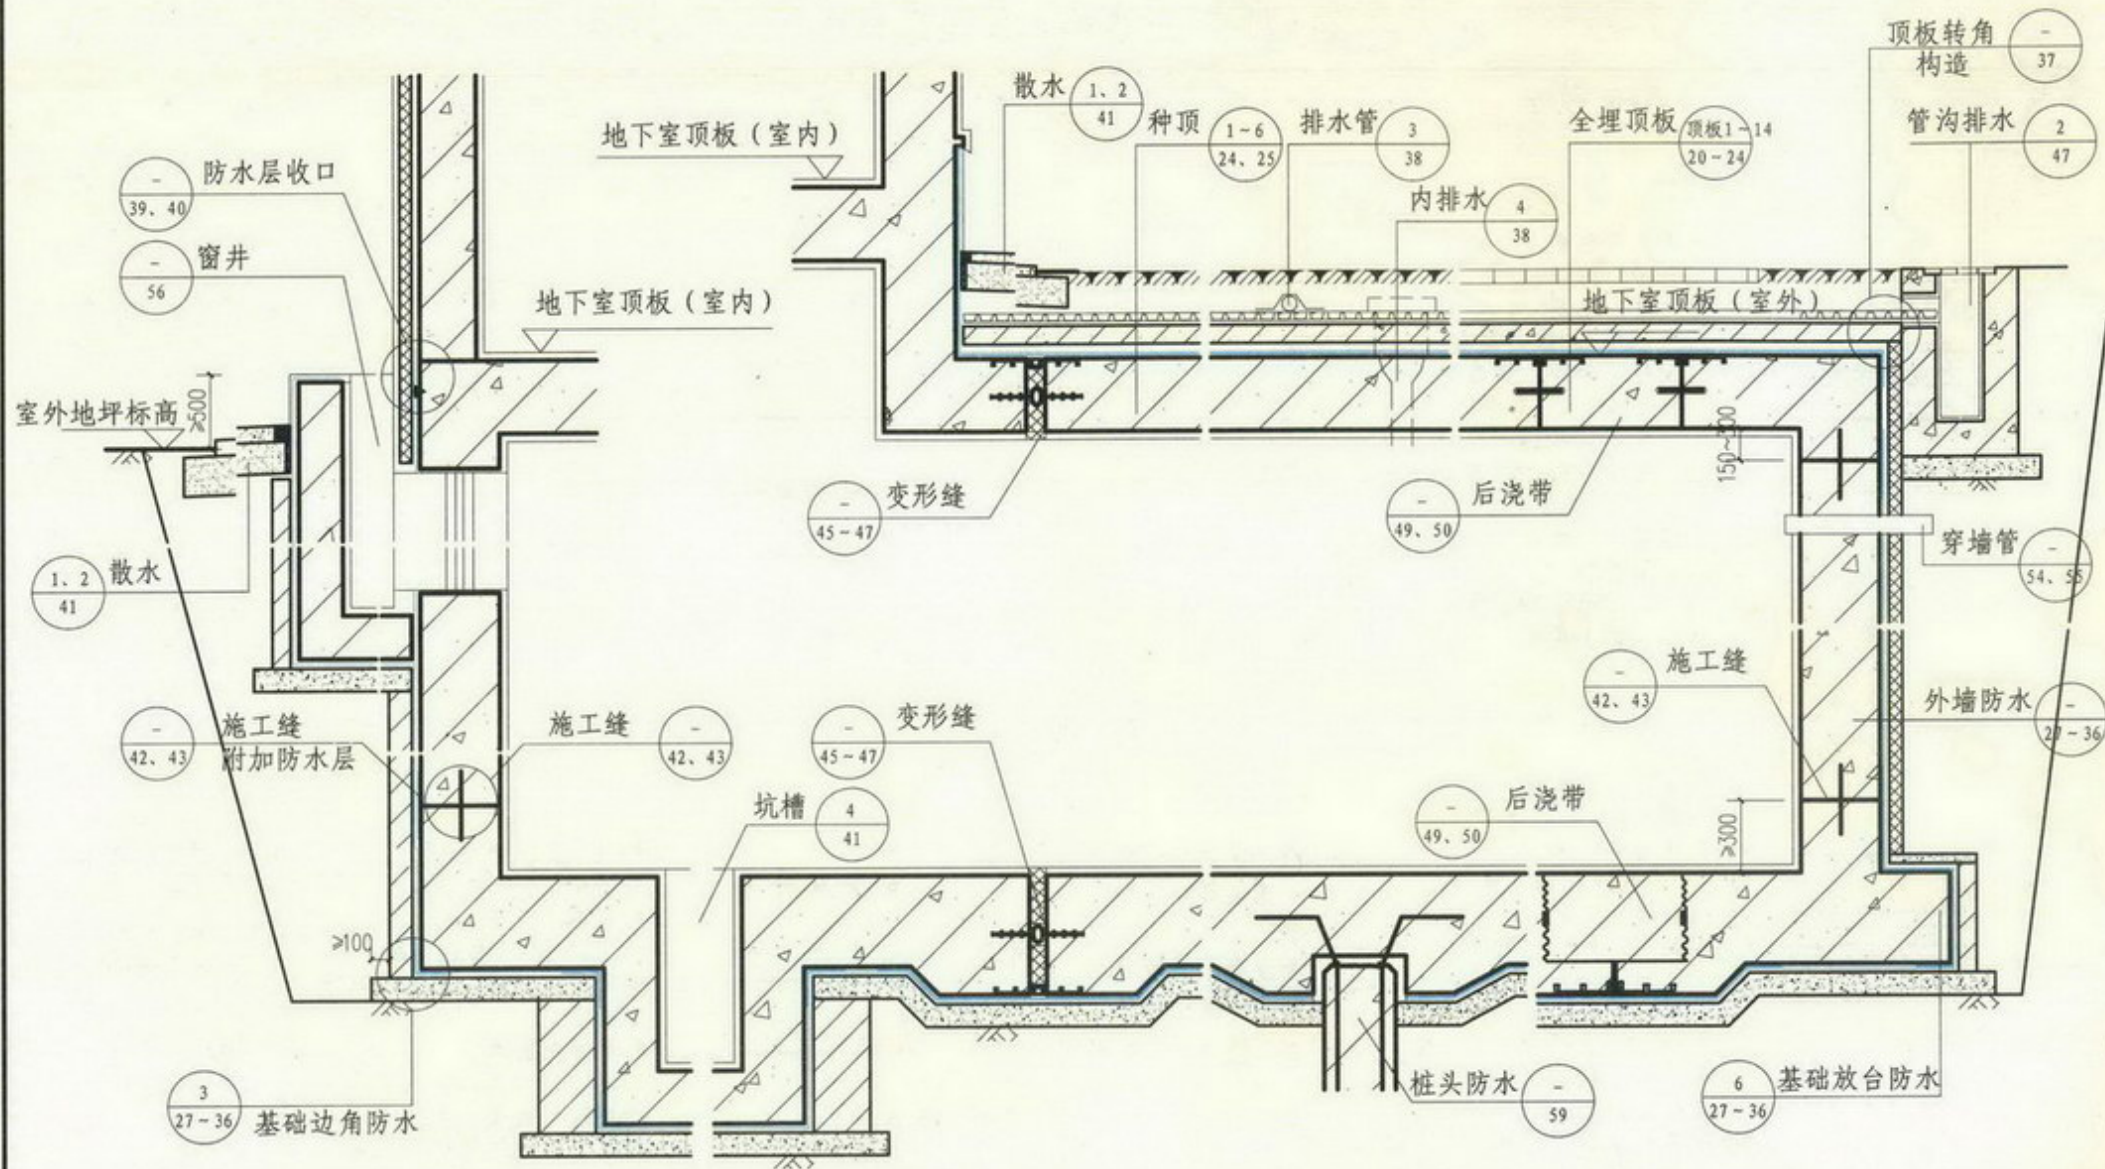 顶板转角
构造
-
37
散水
1、2
41
种顶
1~6
24、25
排水管
3
38
全埋顶板
顶板1~14
20~24
管沟排水
2
47
地下室顶板（室内）
防水层收口
-
39、40
内排水
4
38
窗井
-
56
地下室顶板（室内）
地下室顶板（室外）
室外地坪标高
≥500
150~300
变形缝
-
45~47
后浇带
-
49、50
穿墙管
-
54、55
1、2
41
散水
施工缝
-
42、43
外墙防水
-
27~36
-
42、43
施工缝
附加防水层
施工缝
-
42、43
变形缝
-
45~47
坑槽
4
41
后浇带
-
49、50
≥300
≥100
3
27~36
基础边角防水
桩头防水
-
59
6
27~36
基础放台防水